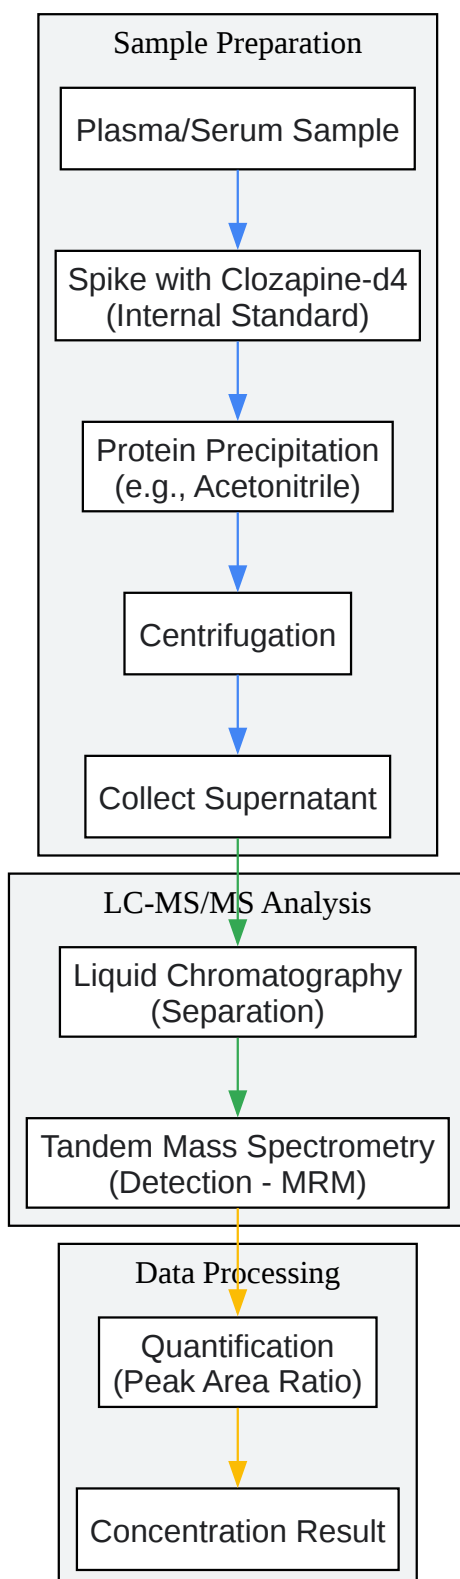 Sample Preparation
Plasma/Serum Sample
Spike with Clozapine-d4
(Internal Standard)
Protein Precipitation
(e.g., Acetonitrile)
Centrifugation
Collect Supernatant
LC-MS/MS Analysis
Liquid Chromatography
(Separation)
Tandem Mass Spectrometry
(Detection - MRM)
Data Processing
Quantification
(Peak Area Ratio)
Concentration Result